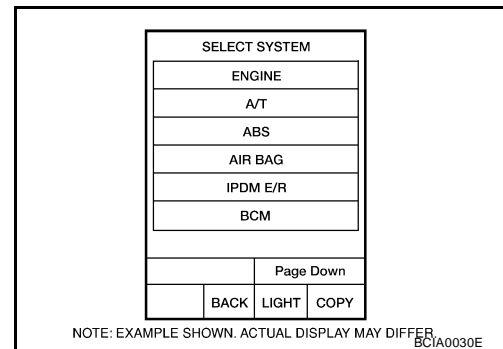 SELECT SYSTEM
ENGINE
A/T
ABS
AIR BAG
IPDM E/R
BCM
Page Down
BACK LIGHT COPY
NOTE: EXAMPLE SHOWN. ACTUAL DISPLAY MAY DIFFER.
BCIA0030E